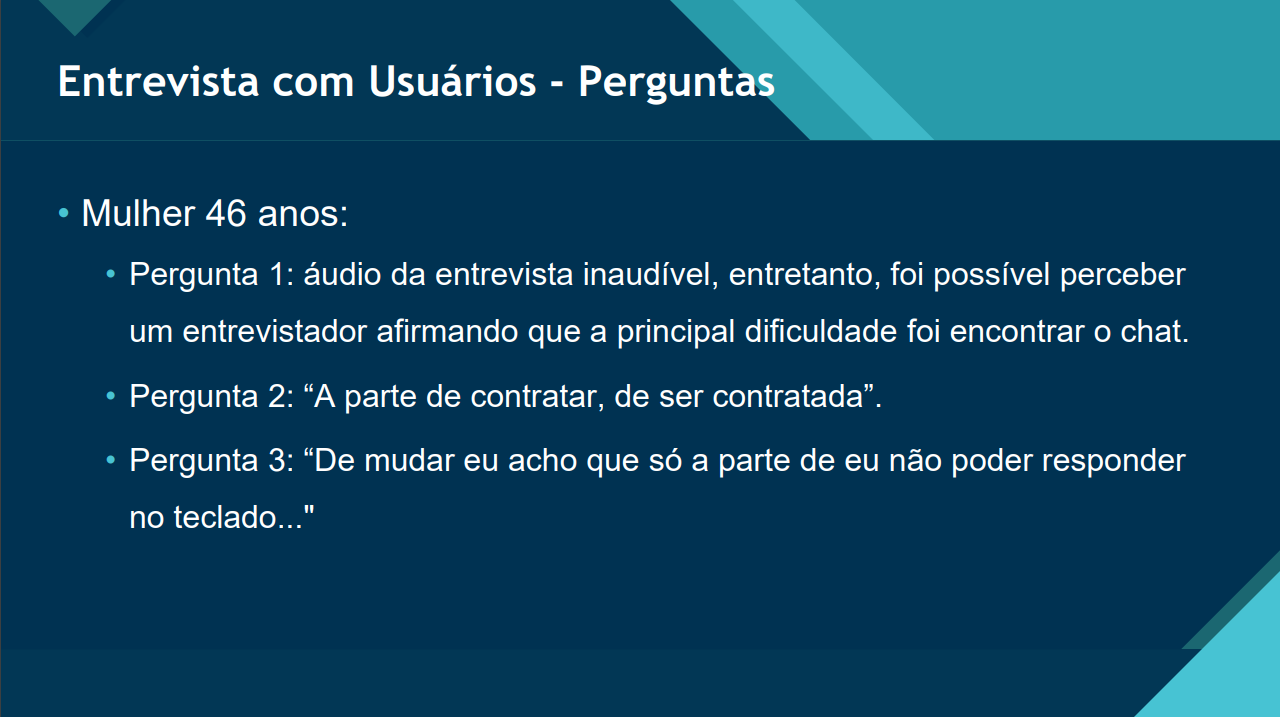 Entrevista com Usuários - Perguntas
• Mulher 46 anos:
• Pergunta 1: áudio da entrevista inaudível, entretanto, foi possível perceber
um entrevistador afirmando que a principal dificuldade foi encontrar o chat.
• Pergunta 2: “A parte de contratar, de ser contratada”.
• Pergunta 3: “De mudar eu acho que só a parte de eu não poder responder
no teclado..."